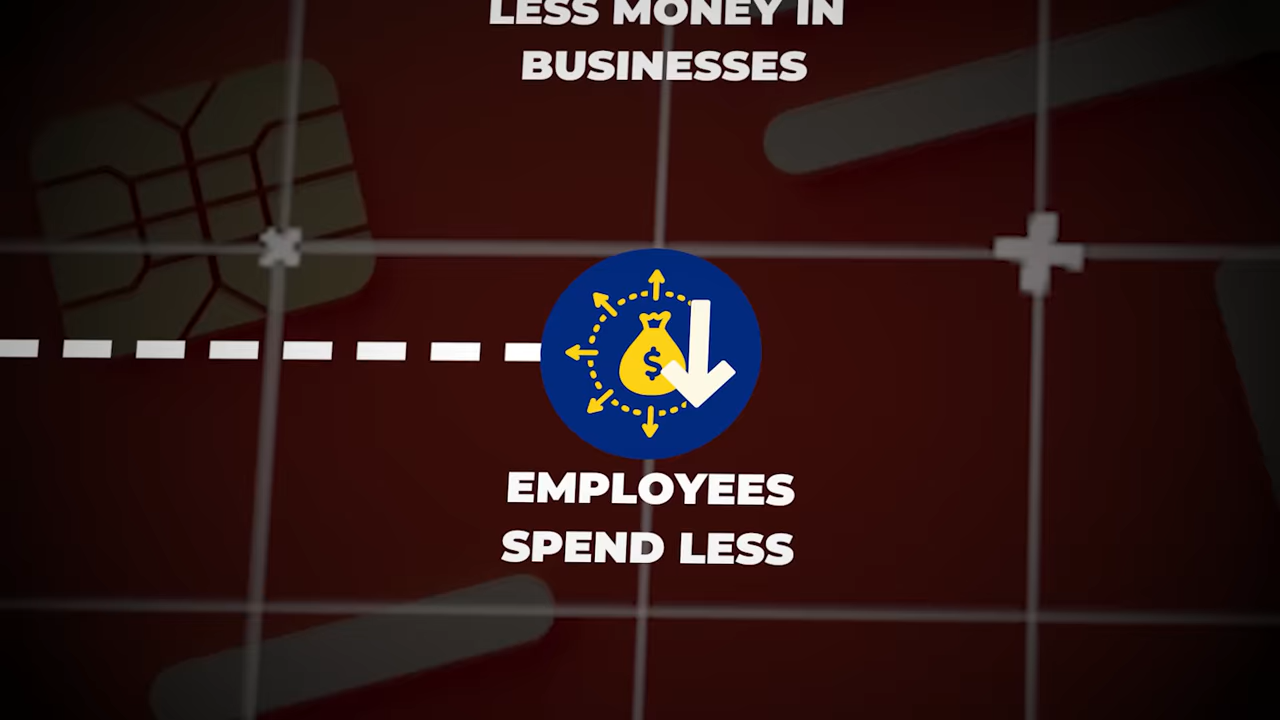 LESS MONEY IN
BUSINESSES
$
EMPLOYEES
SPEND LESS